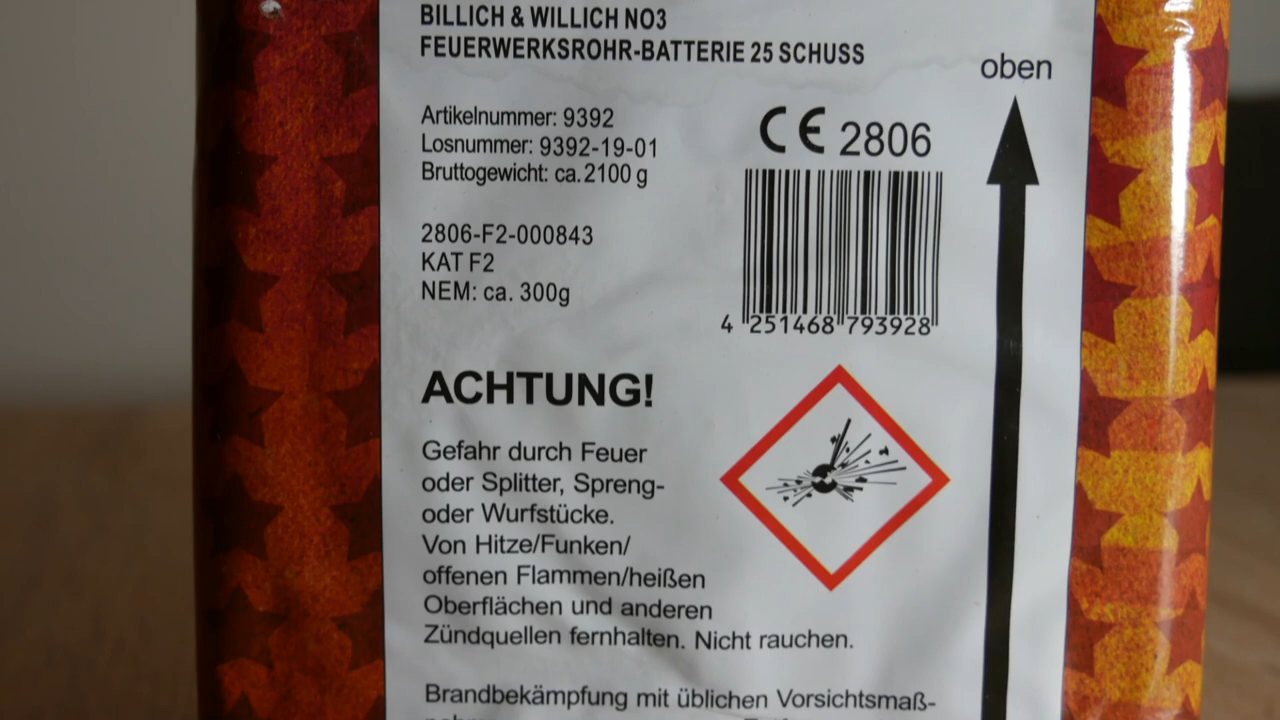 BILLICH & WILLICH NO3
FEUERWERKSROHR-BATTERIE 25 SCHUSS
oben
Artikelnummer: 9392
Losnummer: 9392-19-01
Bruttogewicht: ca. 2100 g
CE 2806
2806-F2-000843
KAT F2
NEM: ca. 300g
4 251468 793928
ACHTUNG!
Gefahr durch Feuer
oder Splitter, Spreng-
oder Wurfstücke.
Von Hitze/Funken/
offenen Flammen/heißen
Oberflächen und anderen
Zündquellen fernhalten. Nicht rauchen.
Brandbekämpfung mit üblichen Vorsichtsmaß-